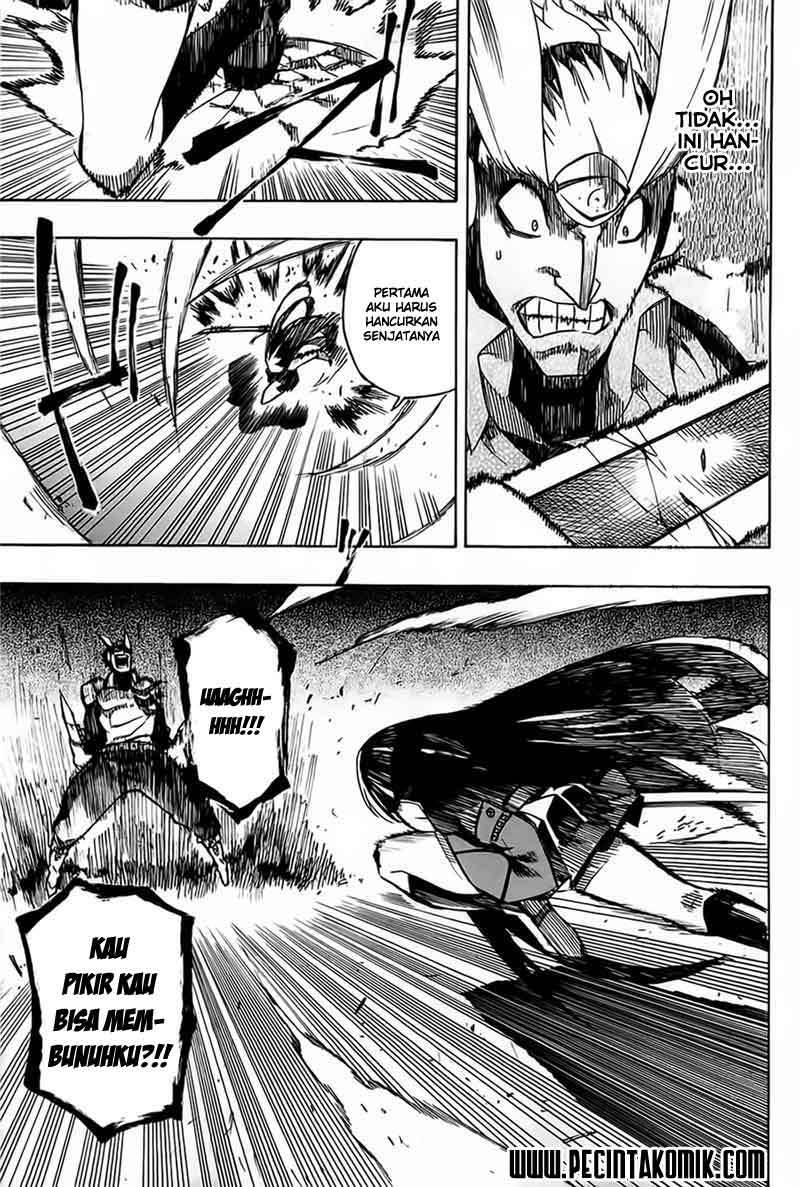 OH
TIDAK...
INI HAN-
CUR...
PERTAMA
AKU HARUS
HANCURKAN
SENJATANYA
UAAGHH-
HHH!!!
KAU
PIKIR KAU
BISA MEM-
BUNUHKU?!!
WWW.PECINTAKOMIK.COM